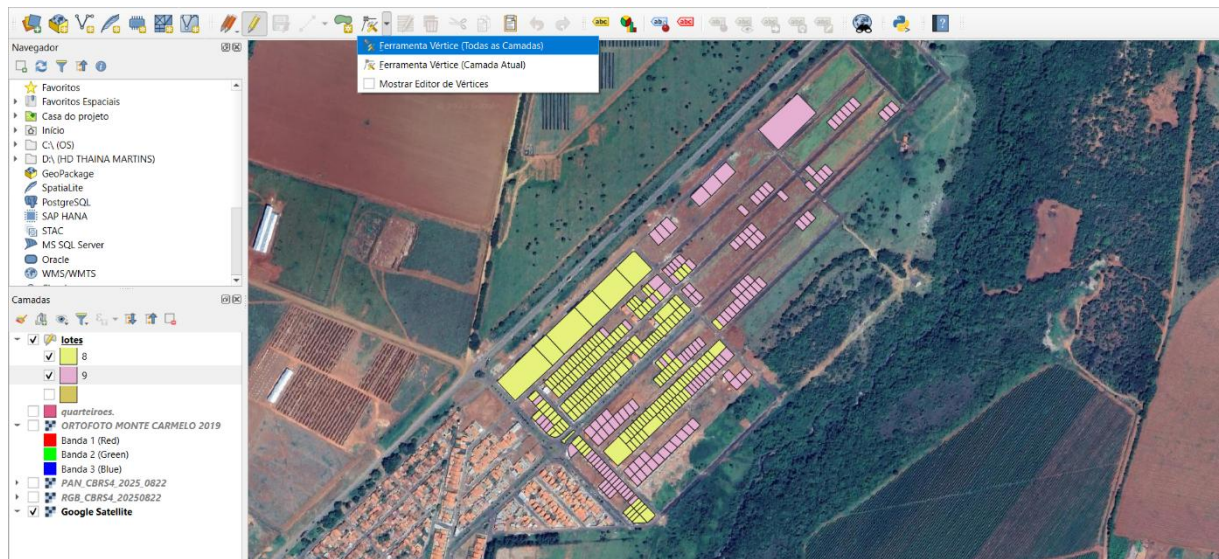 abc
abc
abc
Navegador
Ferramenta Vértice (Todas as Camadas)
Ferramenta Vértice (Camada Atual)
Mostrar Editor de Vértices
Favoritos
Favoritos Espaciais
Casa do projeto
Início
C:\ (OS)
D:\ (HD THAINA MARTINS)
GeoPackage
SpatiaLite
PostgreSQL
SAP HANA
STAC
MS SQL Server
Oracle
WMS/WMTS
Camadas
lotes
8
9
quarteiroes.
ORTOFOTO MONTE CARMELO 2019
Banda 1 (Red)
Banda 2 (Green)
Banda 3 (Blue)
PAN_CBRS4_2025_0822
RGB_CBRS4_20250822
Google Satellite